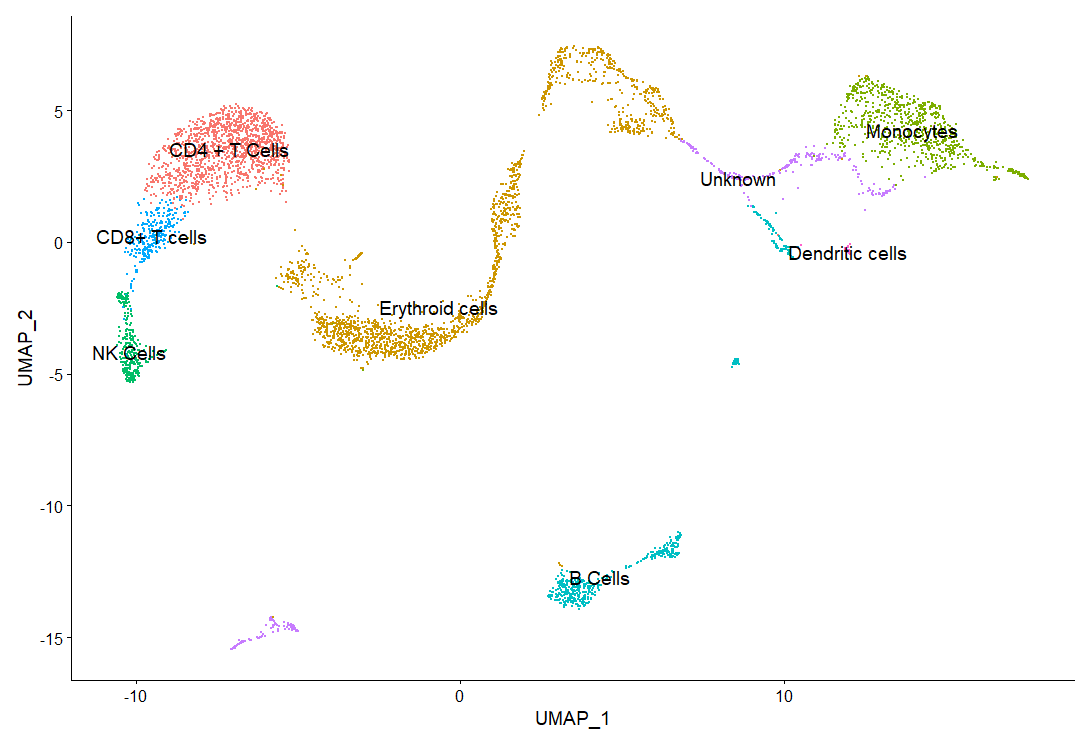 5
0
-5
-10
-15
UMAP_2
CD4 + T Cells
Monocytes
Unknown
CD8+ T cells
Dendritic cells
Erythroid cells
NK Cells
B Cells
-10
0
10
UMAP_1